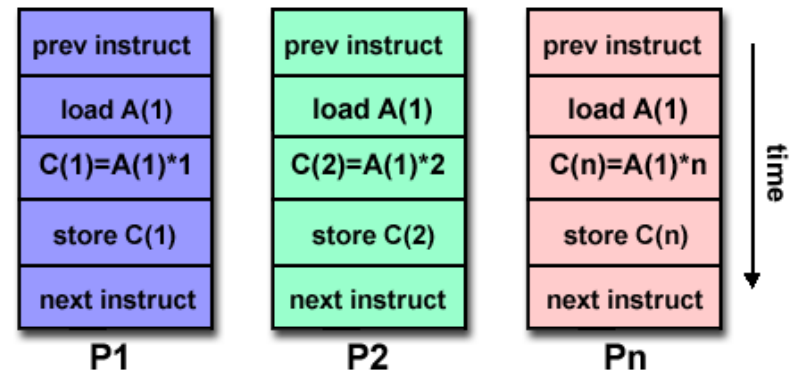 prev instruct
load A(1)
C(1)=A(1)*1
store C(1)
next instruct
P1
prev instruct
load A(1)
C(2)=A(1)*2
store C(2)
next instruct
P2
prev instruct
load A(1)
C(n)=A(1)*n
store C(n)
next instruct
Pn
time